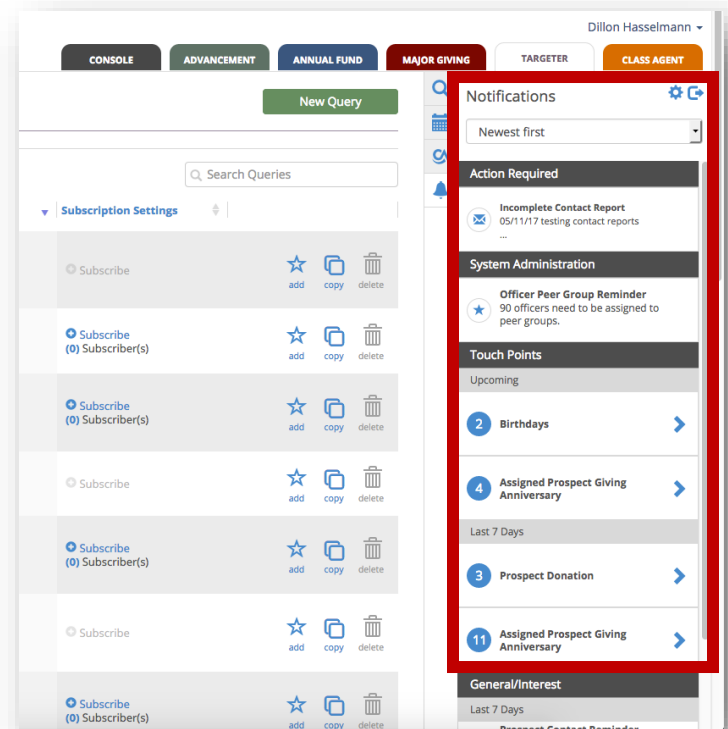 Dillon Hasselmann
CONSOLE
ADVANCEMENT
ANNUAL FUND
MAJOR GIVING
TARGETER
CLASS AGENT
New Query
Search Queries
Subscription Settings
Subscribe
add copy delete
Subscribe
(0) Subscriber(s)
add copy delete
Subscribe
(0) Subscriber(s)
add copy delete
Subscribe
add copy delete
Subscribe
(0) Subscriber(s)
add copy delete
Subscribe
add copy delete
Subscribe
(0) Subscriber(s)
add copy delete
Notifications
Newest first
Action Required
Incomplete Contact Report
05/11/17 testing contact reports
...
System Administration
Officer Peer Group Reminder
90 officers need to be assigned to
peer groups.
Touch Points
Upcoming
2 Birthdays
4 Assigned Prospect Giving
Anniversary
Last 7 Days
3 Prospect Donation
11 Assigned Prospect Giving
Anniversary
General/Interest
Last 7 Days
Prospect Contact Reminder